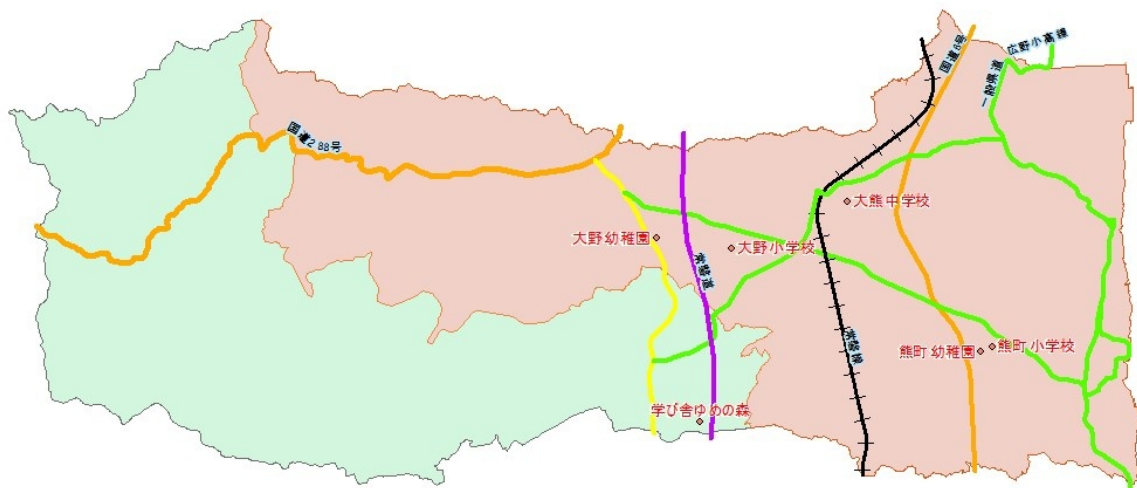 広野小高線
国道6号
一般県道
国道288号
大熊中学校
大野幼稚園
大野小学校
常磐道
常磐線
熊町幼稚園
熊町小学校
学び舎ゆめの森